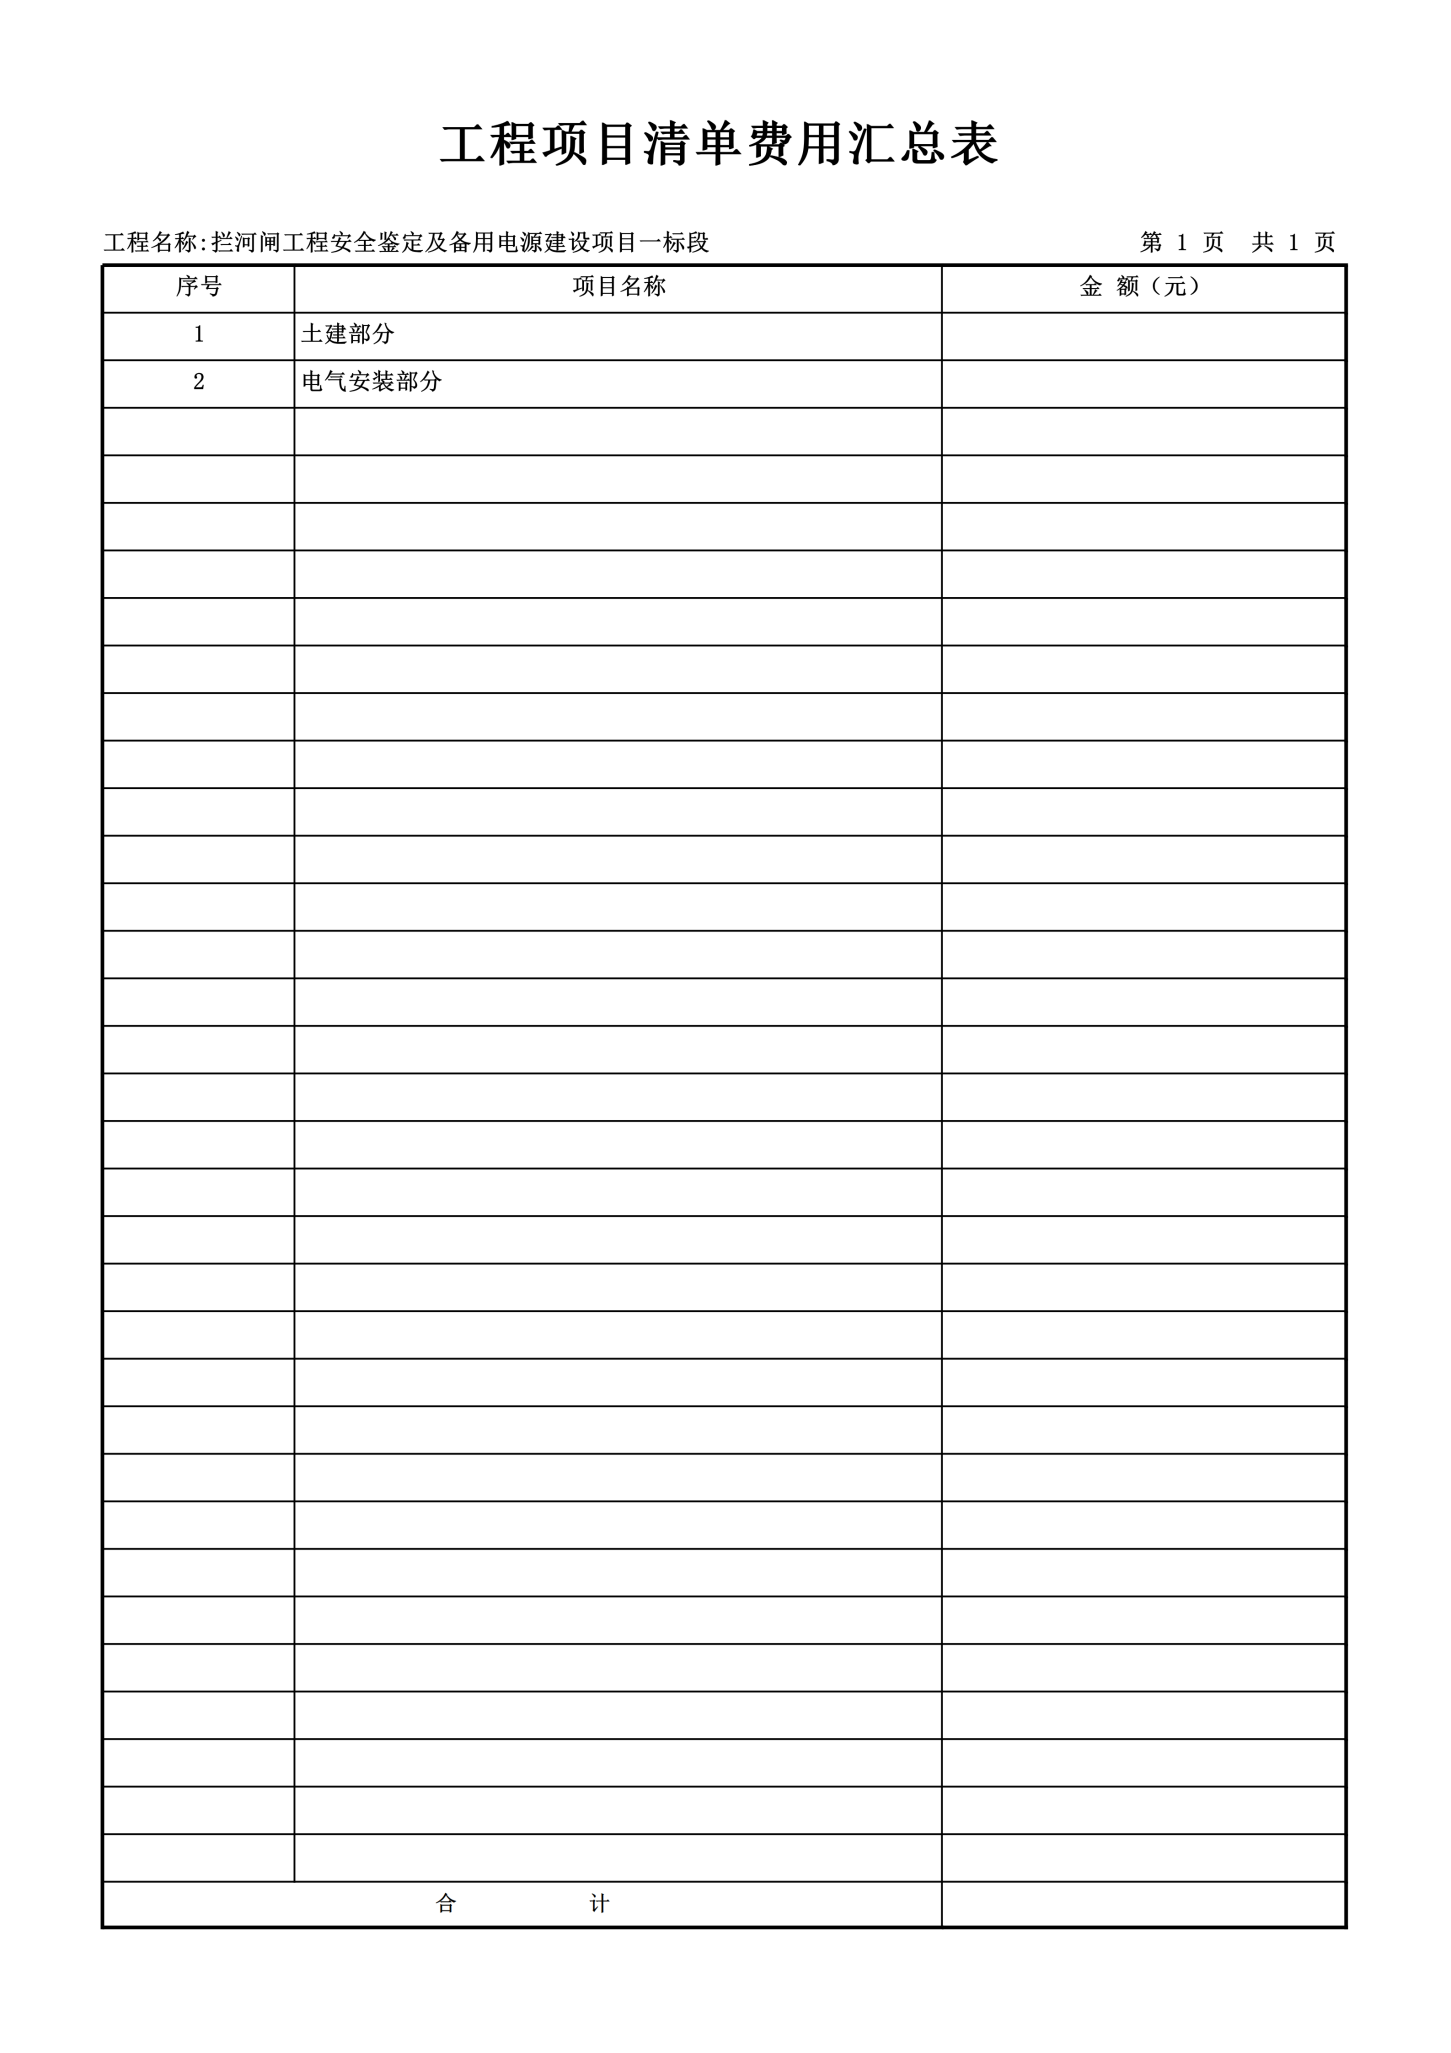 工程项目清单费用汇总表
工程名称:拦河闸工程安全鉴定及备用电源建设项目一标段 第 1 页 共 1 页
序号 项目名称 金 额（元）
1 土建部分
2 电气安装部分
合 计